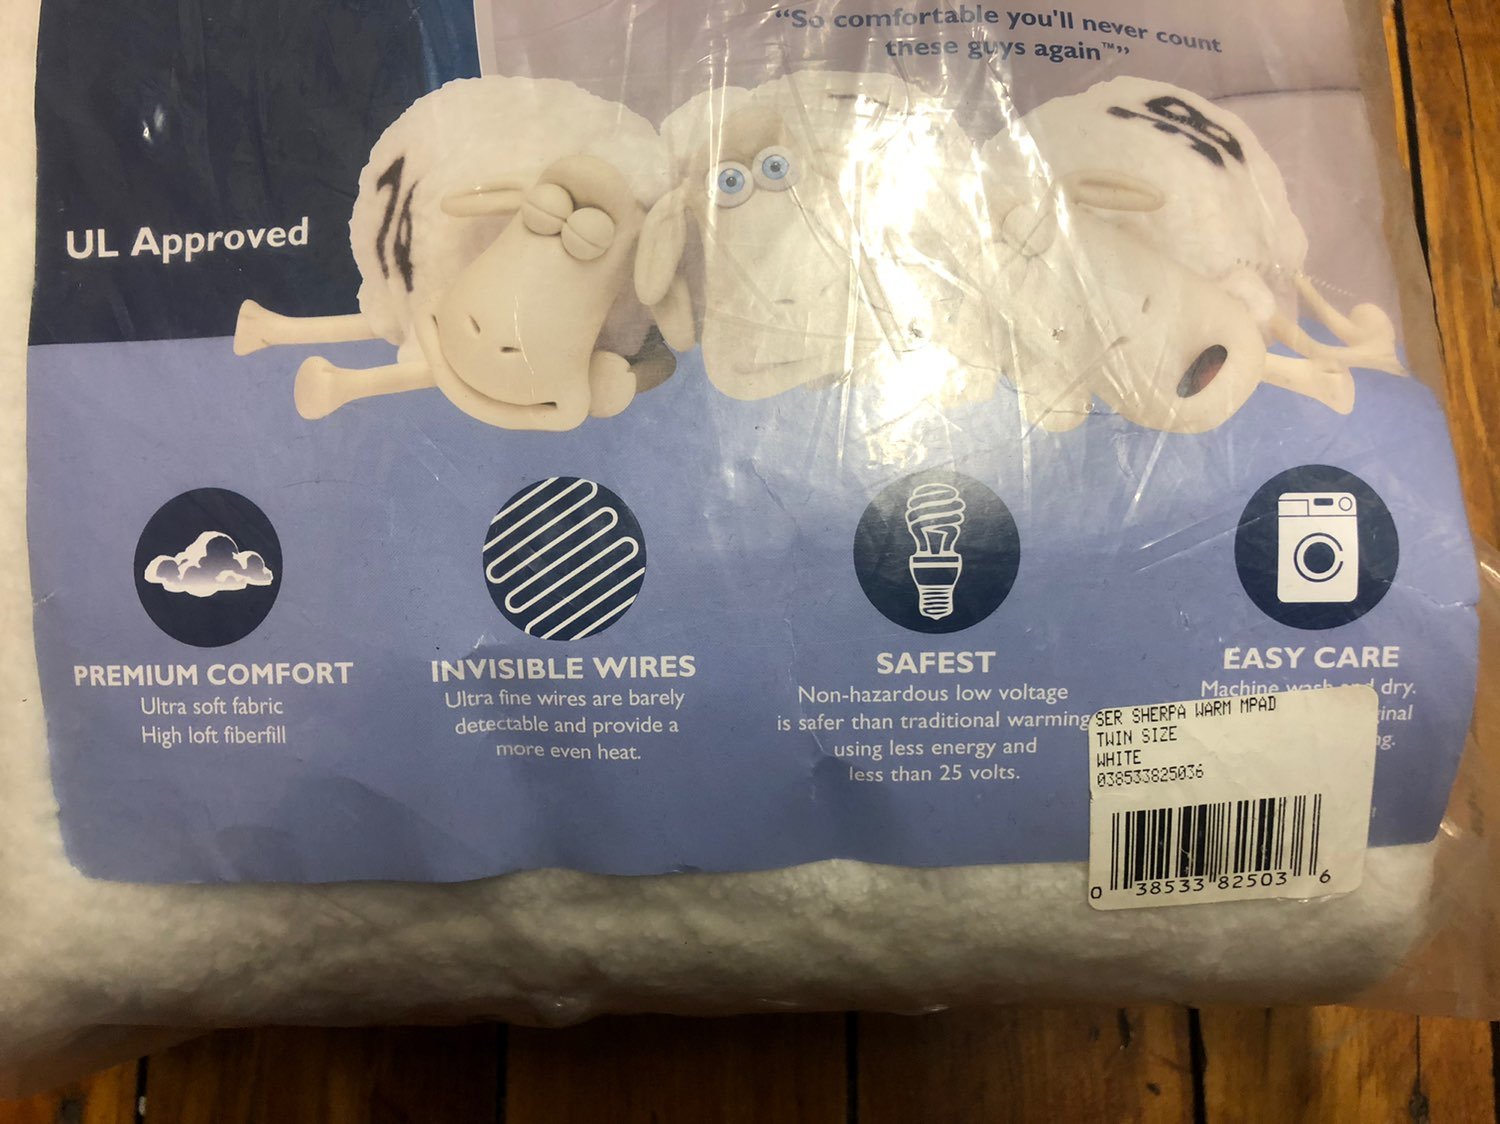 “So comfortable you'll never count
these guys again™”
UL Approved
PREMIUM COMFORT
Ultra soft fabric
High loft fiberfill
INVISIBLE WIRES
Ultra fine wires are barely
detectable and provide a
more even heat.
SAFEST
Non-hazardous low voltage
is safer than traditional warming
using less energy and
less than 25 volts.
EASY CARE
Machine wash and dry.
SER SHERPA WARM MPAD
TWIN SIZE
WHITE
038533825036
0 38533 82503 6